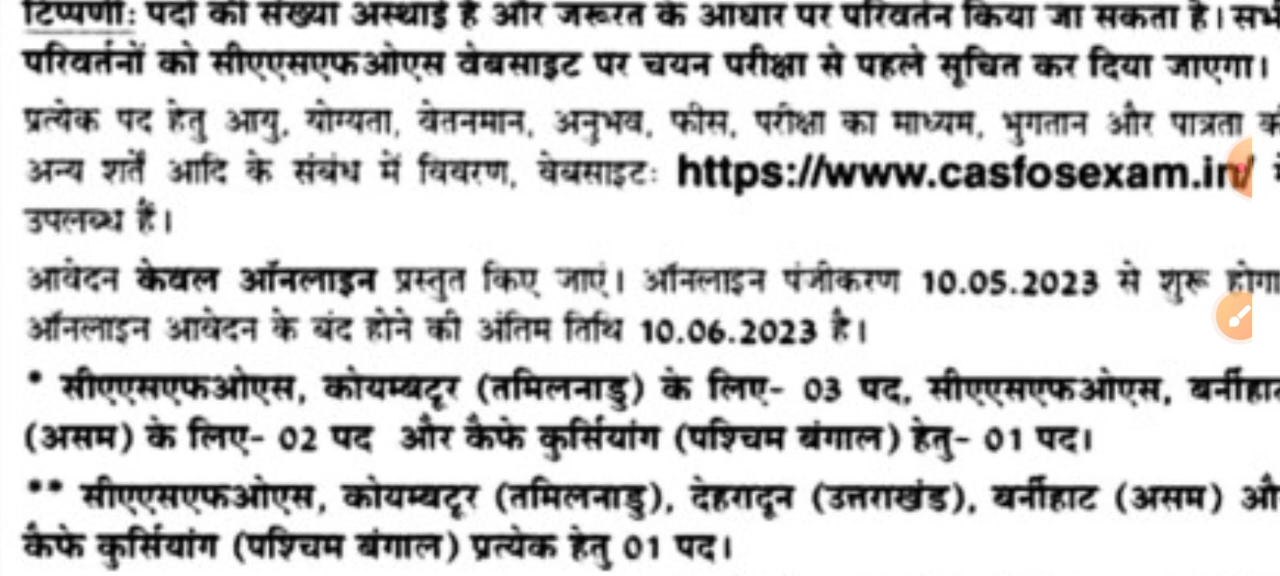 टिप्पणी: पदों की संख्या अस्थाई है और जरूरत के आधार पर परिवर्तन किया जा सकता है। सभी
परिवर्तनों को सीएएसएफओएस वेबसाइट पर चयन परीक्षा से पहले सूचित कर दिया जाएगा।
प्रत्येक पद हेतु आयु, योग्यता, वेतनमान, अनुभव, फीस, परीक्षा का माध्यम, भुगतान और पात्रता की
अन्य शर्तें आदि के संबंध में विवरण, वेबसाइटः https://www.casfosexam.in/ में
उपलब्ध हैं।
आवेदन केवल ऑनलाइन प्रस्तुत किए जाएं। ऑनलाइन पंजीकरण 10.05.2023 से शुरू होगा
ऑनलाइन आवेदन के बंद होने की अंतिम तिथि 10.06.2023 है।
* सीएएसएफओएस, कोयम्बटूर (तमिलनाडु) के लिए- 03 पद, सीएएसएफओएस, बर्नीहाट
(असम) के लिए- 02 पद और कैफे कुर्सियांग (पश्चिम बंगाल) हेतु- 01 पद।
** सीएएसएफओएस, कोयम्बटूर (तमिलनाडु), देहरादून (उत्तराखंड), बर्नीहाट (असम) और
कैफे कुर्सियांग (पश्चिम बंगाल) प्रत्येक हेतु 01 पद।